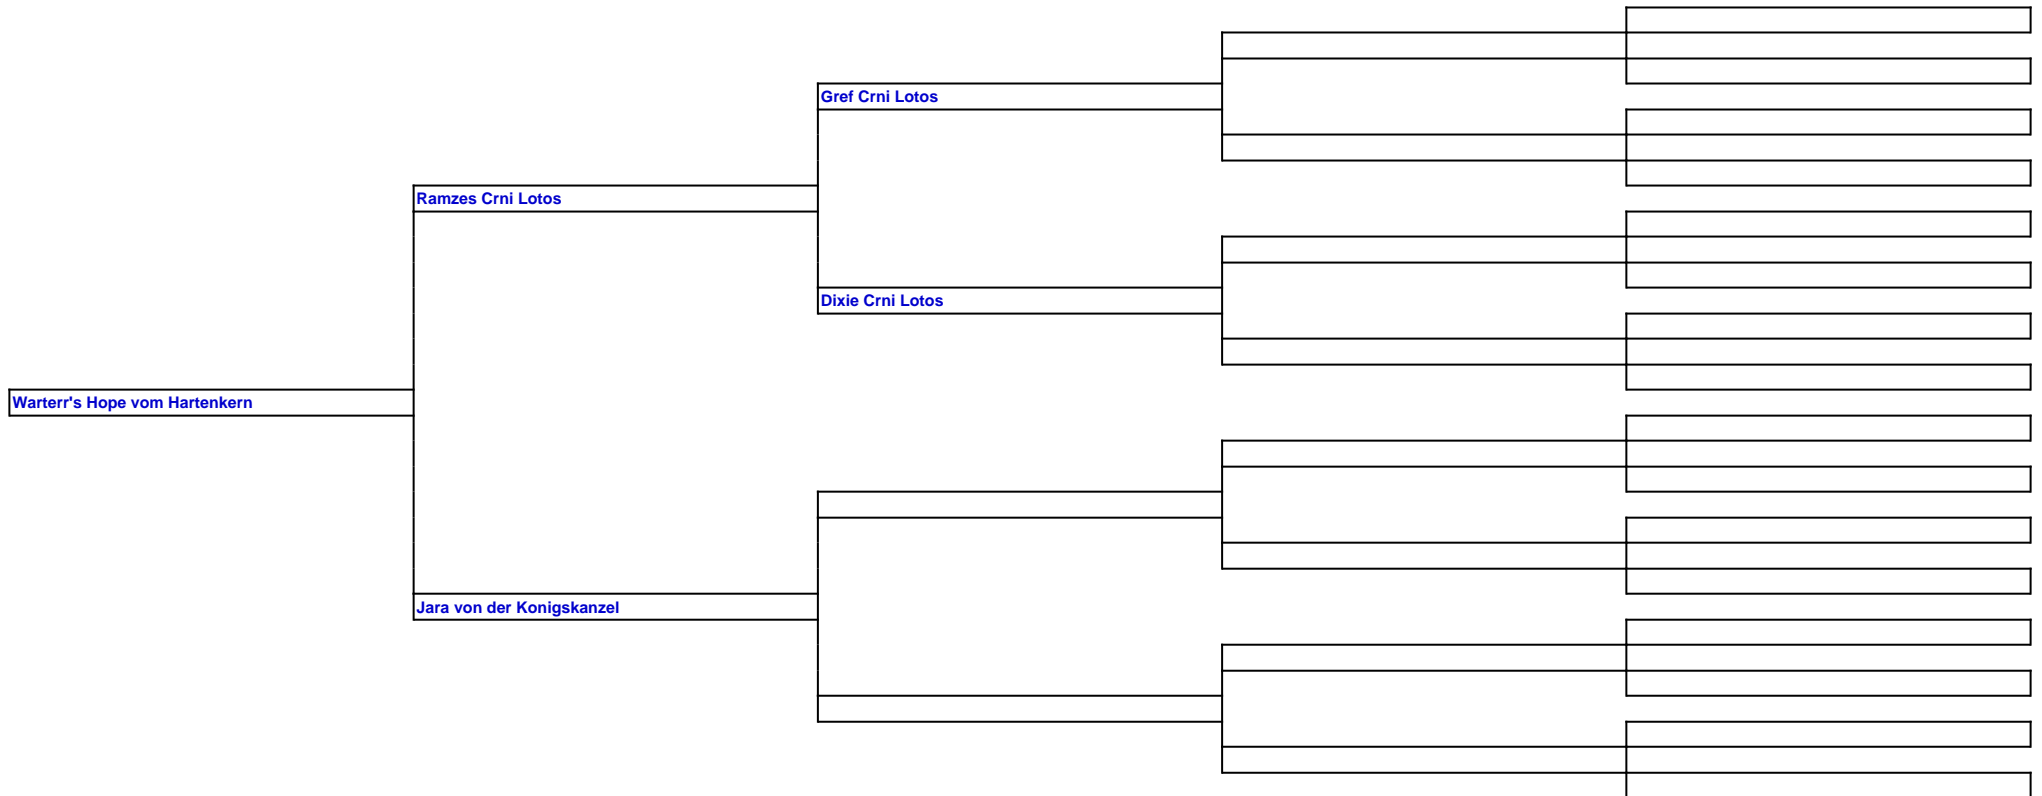 Gref Crni Lotos
Ramzes Crni Lotos
Dixie Crni Lotos
Warterr's Hope vom Hartenkern
Jara von der Konigskanzel